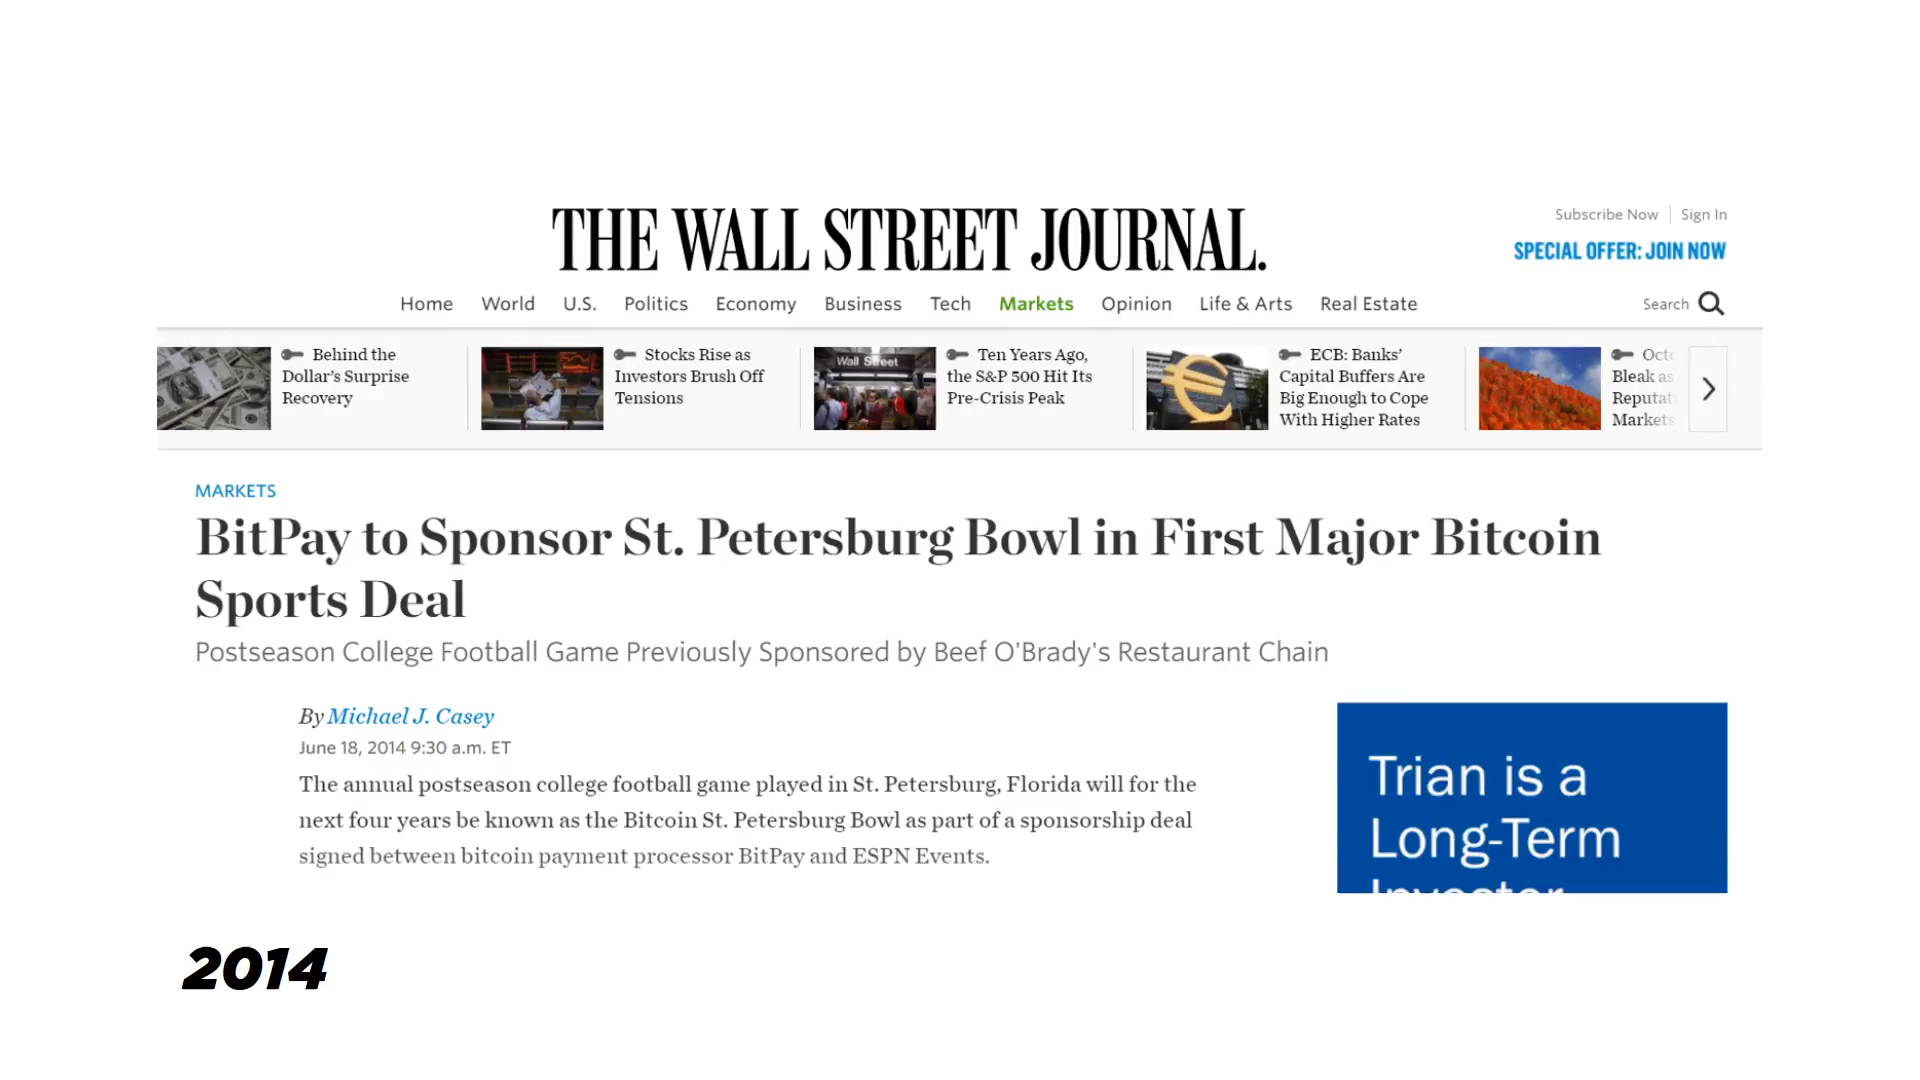 THE WALL STREET JOURNAL.
Subscribe Now
Sign In
SPECIAL OFFER: JOIN NOW
Home World U.S. Politics Economy Business Tech Markets Opinion Life & Arts Real Estate
Search
Behind the
Dollar's Surprise
Recovery
Stocks Rise as
Investors Brush Off
Tensions
Wall Street
Ten Years Ago,
the S&P 500 Hit Its
Pre-Crisis Peak
ECB: Banks'
Capital Buffers Are
Big Enough to Cope
With Higher Rates
Bleak as
Markets
MARKETS
BitPay to Sponsor St. Petersburg Bowl in First Major Bitcoin
Sports Deal
Postseason College Football Game Previously Sponsored by Beef O'Brady's Restaurant Chain
By Michael J. Casey
June 18, 2014 9:30 a.m. ET
The annual postseason college football game played in St. Petersburg, Florida will for the
next four years be known as the Bitcoin St. Petersburg Bowl as part of a sponsorship deal
signed between bitcoin payment processor BitPay and ESPN Events.
Trian is a
Long-Term
Investor
2014